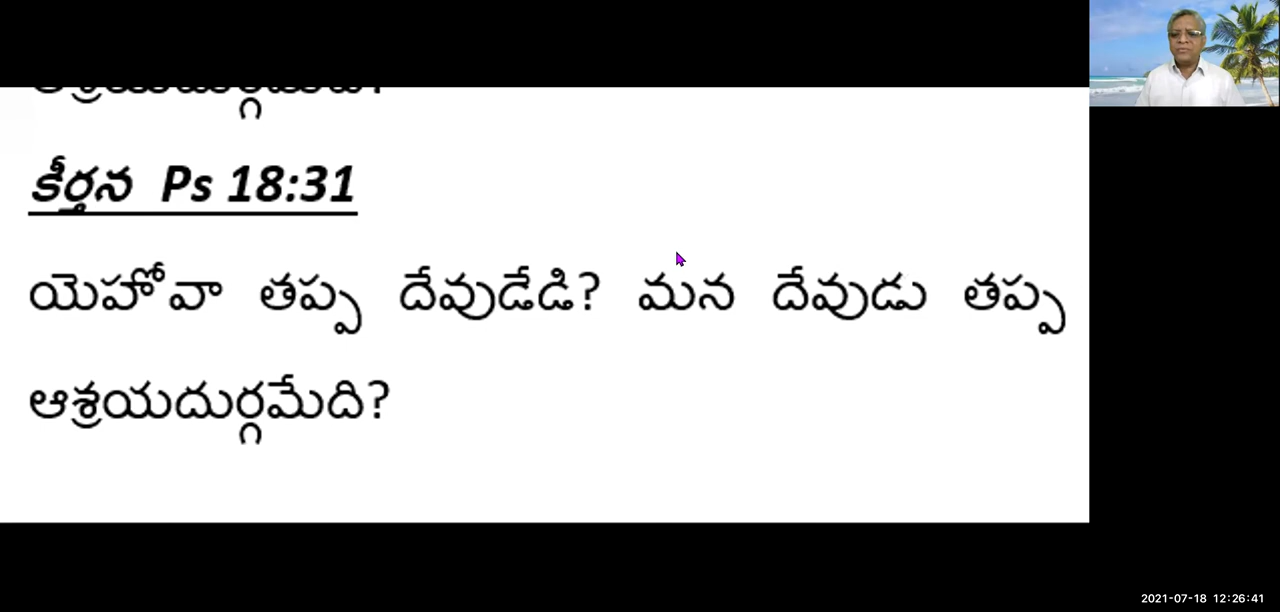 కీర్తన Ps 18:31
యెహోవా తప్ప దేవుడేడి? మన దేవుడు తప్ప
ఆశ్రయదుర్గమేది?
2021-07-18 12:26:41